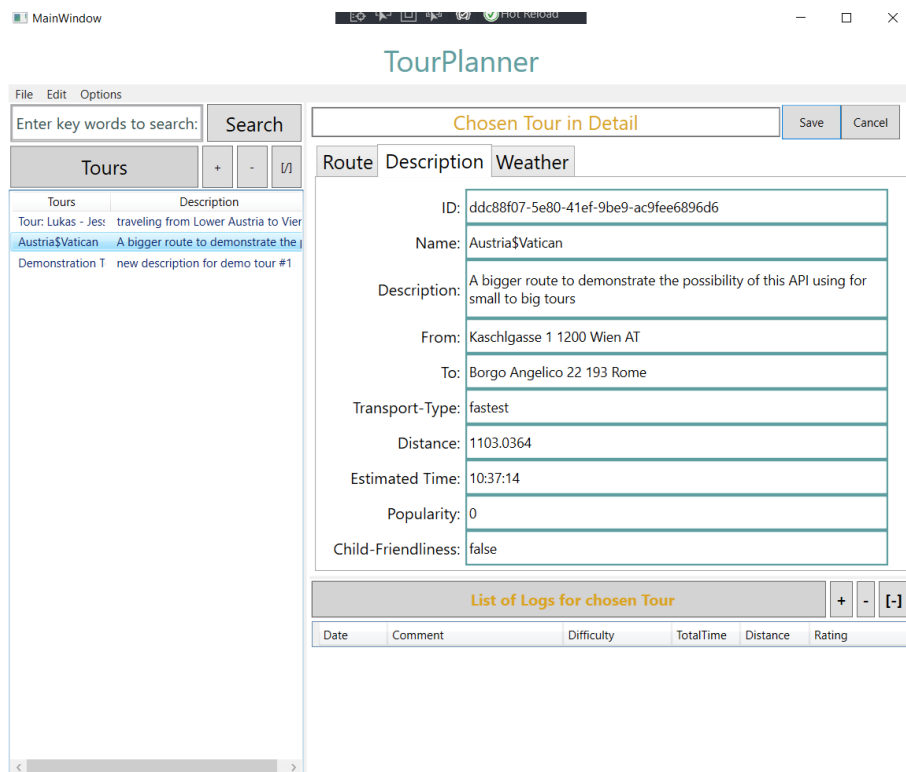 MainWindow
Hot Reload
TourPlanner
File Edit Options
Enter key words to search: Search
Chosen Tour in Detail Save Cancel
Tours + - [/]
Route Description Weather
Tours Description
Tour: Lukas - Jess traveling from Lower Austria to Vier
Austria$Vatican A bigger route to demonstrate the
Demonstration T new description for demo tour #1
ID: ddc88f07-5e80-41ef-9be9-ac9fee6896d6
Name: Austria$Vatican
Description: A bigger route to demonstrate the possibility of this API using for
small to big tours
From: Kaschlgasse 1 1200 Wien AT
To: Borgo Angelico 22 193 Rome
Transport-Type: fastest
Distance: 1103.0364
Estimated Time: 10:37:14
Popularity: 0
Child-Friendliness: false
List of Logs for chosen Tour + - [-]
Date Comment Difficulty TotalTime Distance Rating